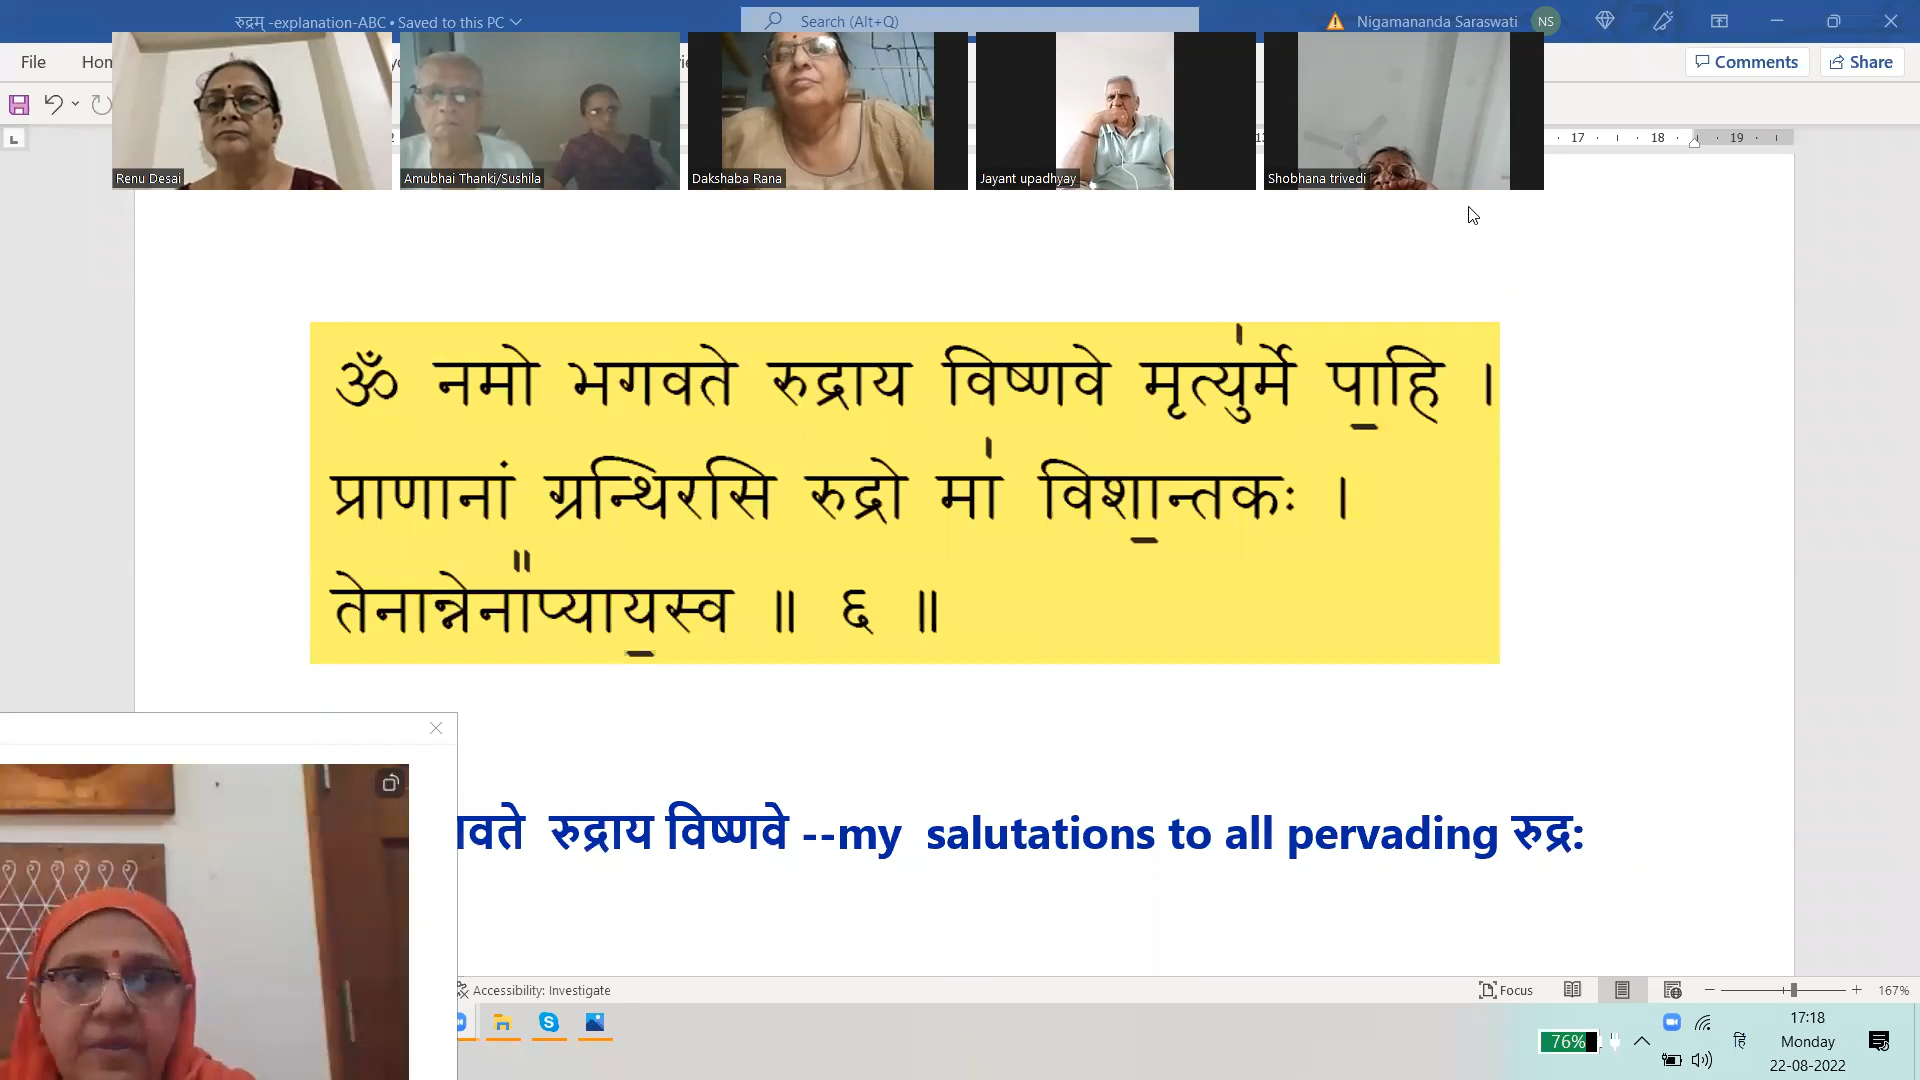 रुद्रम् -explanation-ABC • Saved to this PC
Search (Alt+Q)
Nigamananda Saraswati NS
File
Comments
Share
17 18 19
Renu Desai
Amubhai Thanki/Sushila
Dakshaba Rana
Jayant upadhyay
Shobhana trivedi
ॐ नमो भगवते रुद्राय विष्णवे मृत्यु॑र्मे पा॒हि ।
प्राणानां ग्रन्थिरसि रुद्रो मा॑ विशा॒न्तकः ।
तेनान्नेना᳚प्याय॒स्व ॥ ६ ॥
वते रुद्राय विष्णवे --my salutations to all pervading रुद्र:
Accessibility: Investigate
Focus
167%
76%
हि
17:18
Monday
22-08-2022